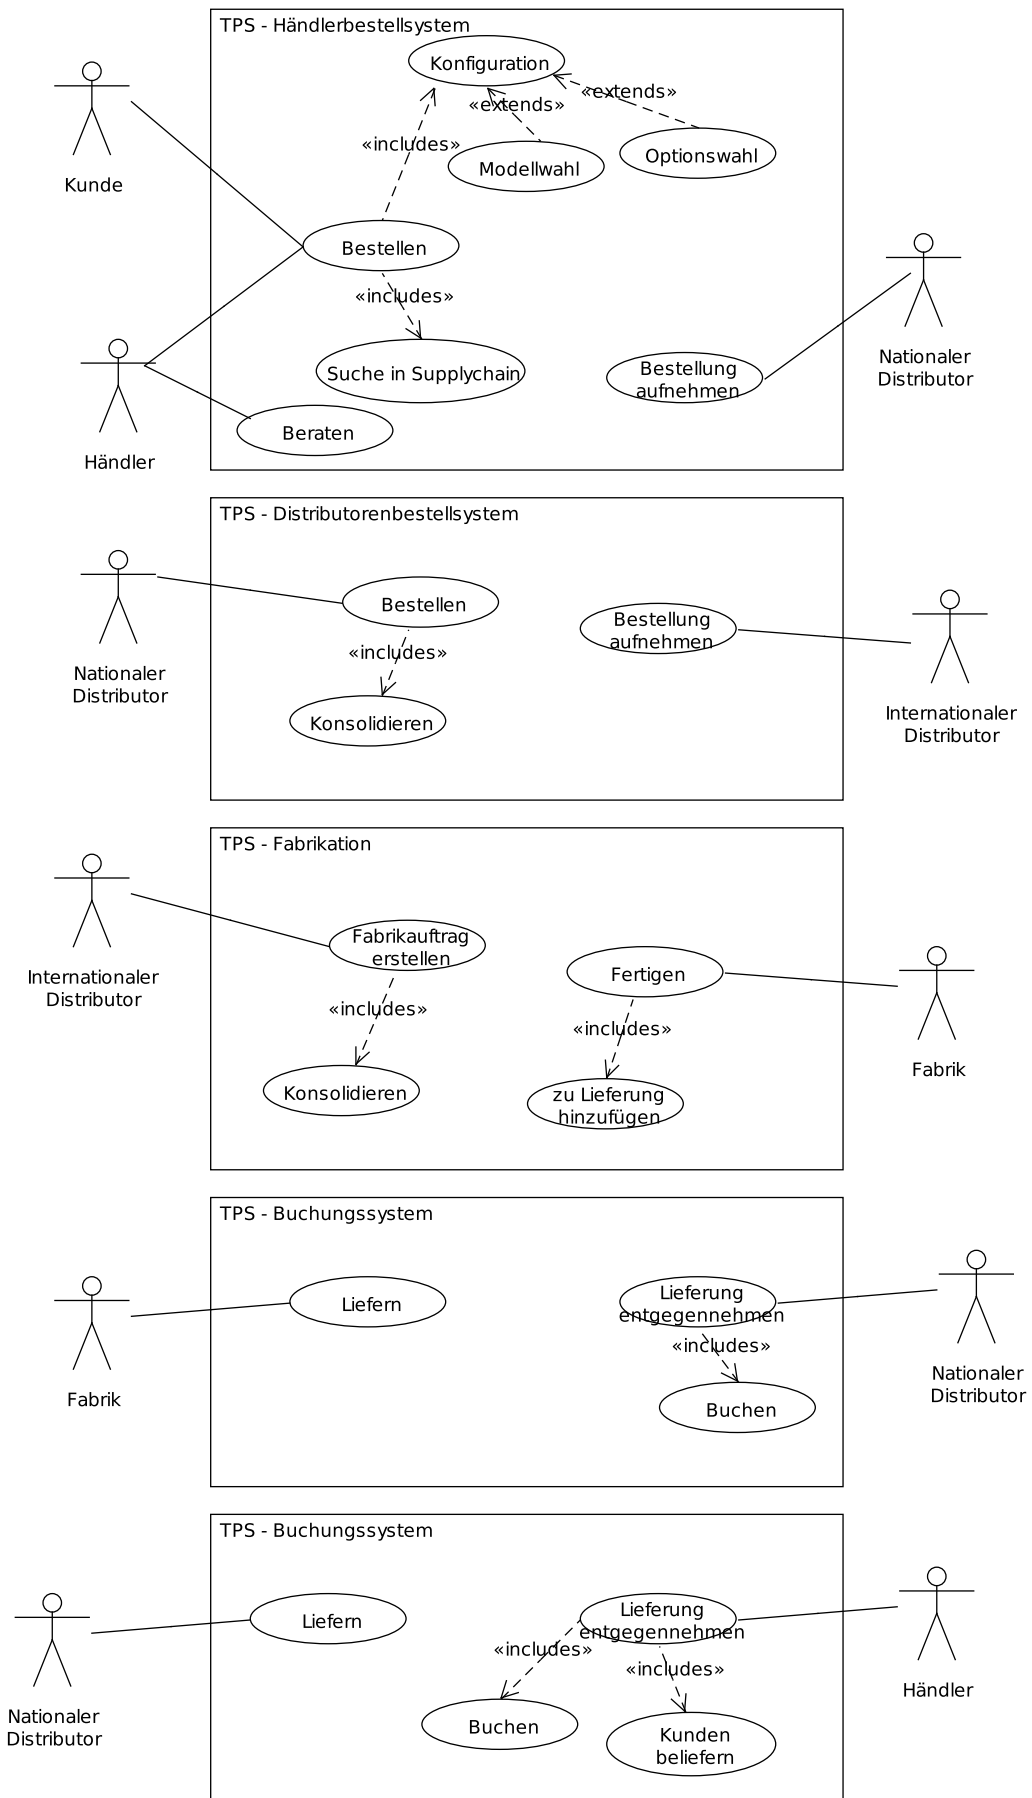 TPS - Händlerbestellsystem
Konfiguration
«extends»
«extends»
«includes»
Modellwahl
Optionswahl
Kunde
Bestellen
«includes»
Suche in Supplychain
Bestellung
aufnehmen
Nationaler
Distributor
Beraten
Händler
TPS - Distributorenbestellsystem
Bestellen
Bestellung
aufnehmen
«includes»
Nationaler
Distributor
Konsolidieren
Internationaler
Distributor
TPS - Fabrikation
Fabrikauftrag
erstellen
Fertigen
Internationaler
Distributor
«includes»
«includes»
Konsolidieren
zu Lieferung
hinzufügen
Fabrik
TPS - Buchungssystem
Liefern
Lieferung
entgegennehmen
«includes»
Fabrik
Buchen
Nationaler
Distributor
TPS - Buchungssystem
Liefern
Lieferung
entgegennehmen
«includes»
«includes»
Nationaler
Distributor
Buchen
Kunden
beliefern
Händler